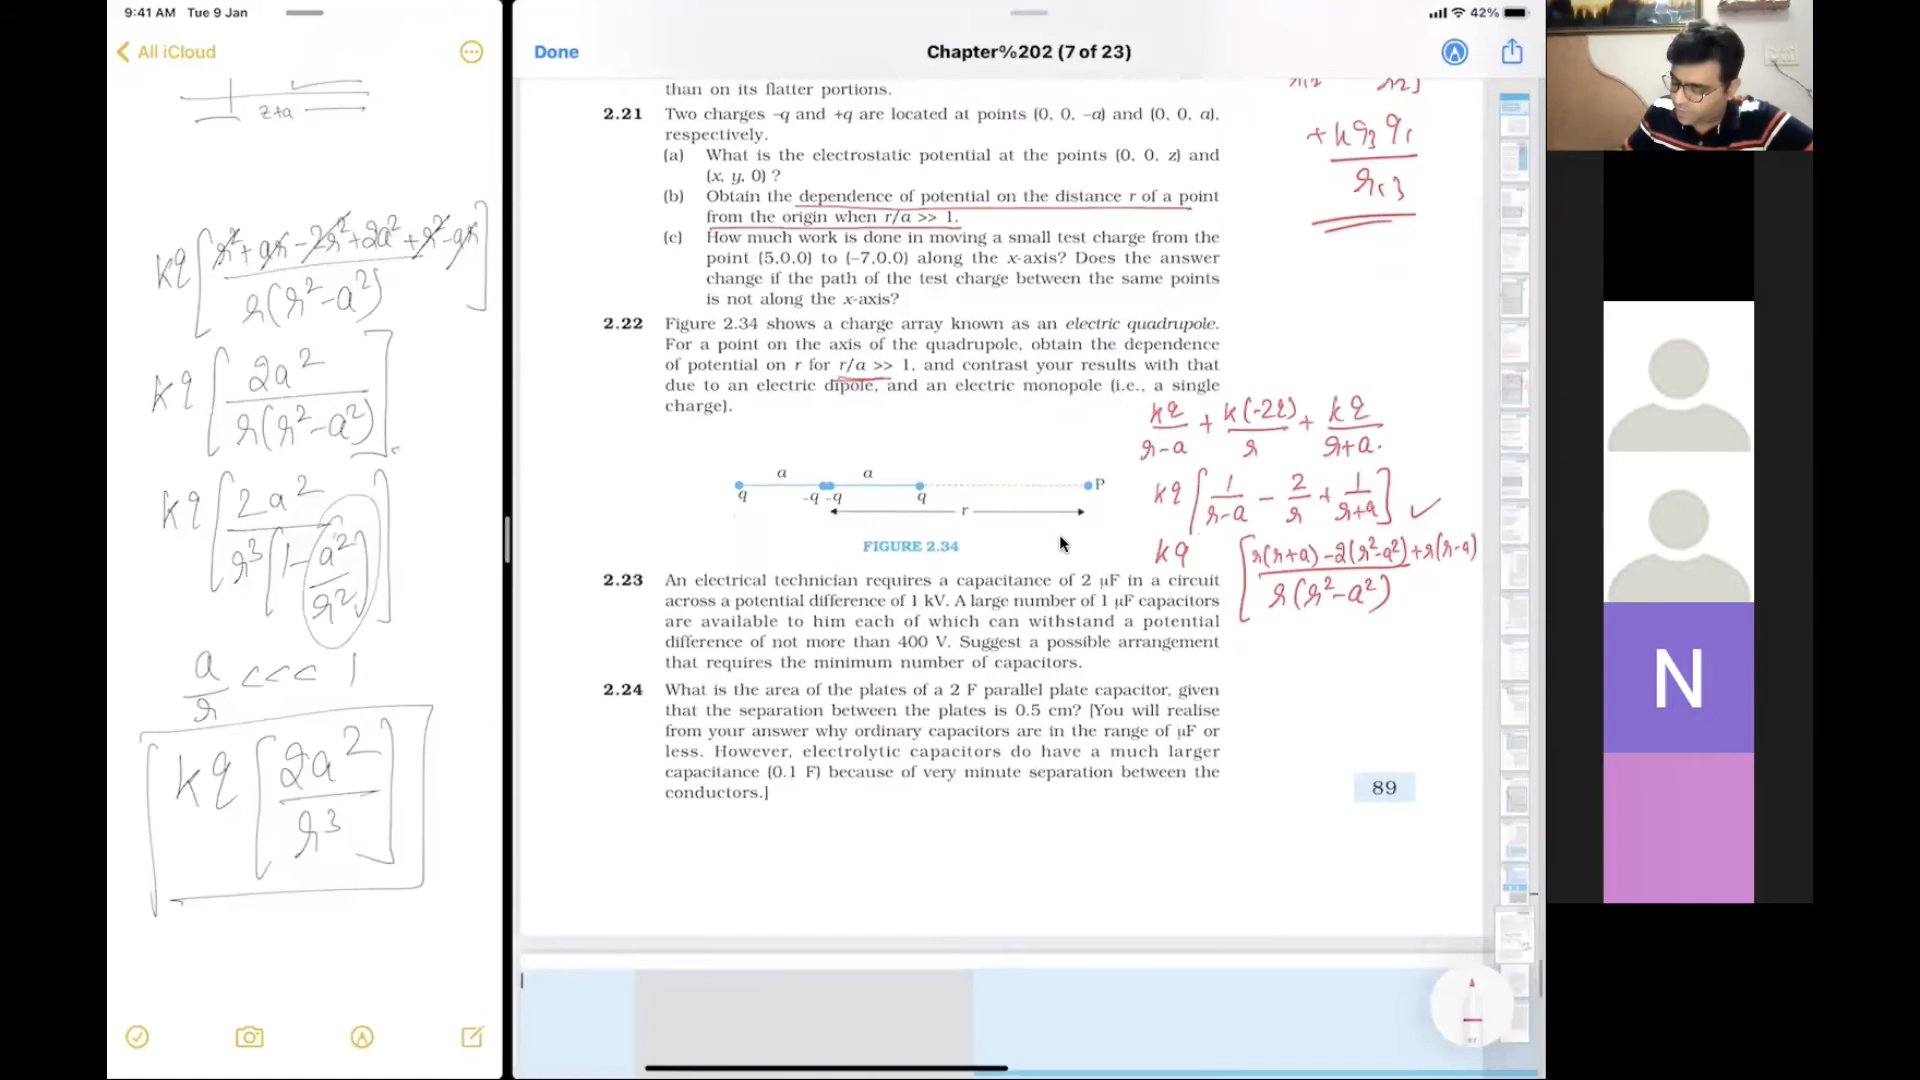 9:41 AM Tue 9 Jan
All iCloud
z+a
kq [ r² + ar - 2r² + 2a² + r² - ar / r(r² - a²) ]
kq [ 2a² / r(r² - a²) ]
kq [ 2a² / r³ [1 - a²/r²] ]
a/r <<< 1
kq [ 2a² / r³ ]
42%
Done
Chapter%202 (7 of 23)
than on its flatter portions.
2.21 Two charges –q and +q are located at points (0, 0, –a) and (0, 0, a),
respectively.
(a) What is the electrostatic potential at the points (0, 0, z) and
(x, y, 0) ?
(b) Obtain the dependence of potential on the distance r of a point
from the origin when r/a >> 1.
(c) How much work is done in moving a small test charge from the
point (5,0,0) to (–7,0,0) along the x-axis? Does the answer
change if the path of the test charge between the same points
is not along the x-axis?
2.22 Figure 2.34 shows a charge array known as an electric quadrupole.
For a point on the axis of the quadrupole, obtain the dependence
of potential on r for r/a >> 1, and contrast your results with that
due to an electric dipole, and an electric monopole (i.e., a single
charge).
a a
q -q -q q P
r
FIGURE 2.34
2.23 An electrical technician requires a capacitance of 2 µF in a circuit
across a potential difference of 1 kV. A large number of 1 µF capacitors
are available to him each of which can withstand a potential
difference of not more than 400 V. Suggest a possible arrangement
that requires the minimum number of capacitors.
2.24 What is the area of the plates of a 2 F parallel plate capacitor, given
that the separation between the plates is 0.5 cm? [You will realise
from your answer why ordinary capacitors are in the range of µF or
less. However, electrolytic capacitors do have a much larger
capacitance (0.1 F) because of very minute separation between the
conductors.]
89
+ kq₃q₁ / r₁₃
kq/r-a + k(-2q)/r + kq/r+a.
kq [ 1/r-a - 2/r + 1/r+a ]
kq [ r(r+a) - 2(r²-a²) + r(r-a) / r(r²-a²)
N